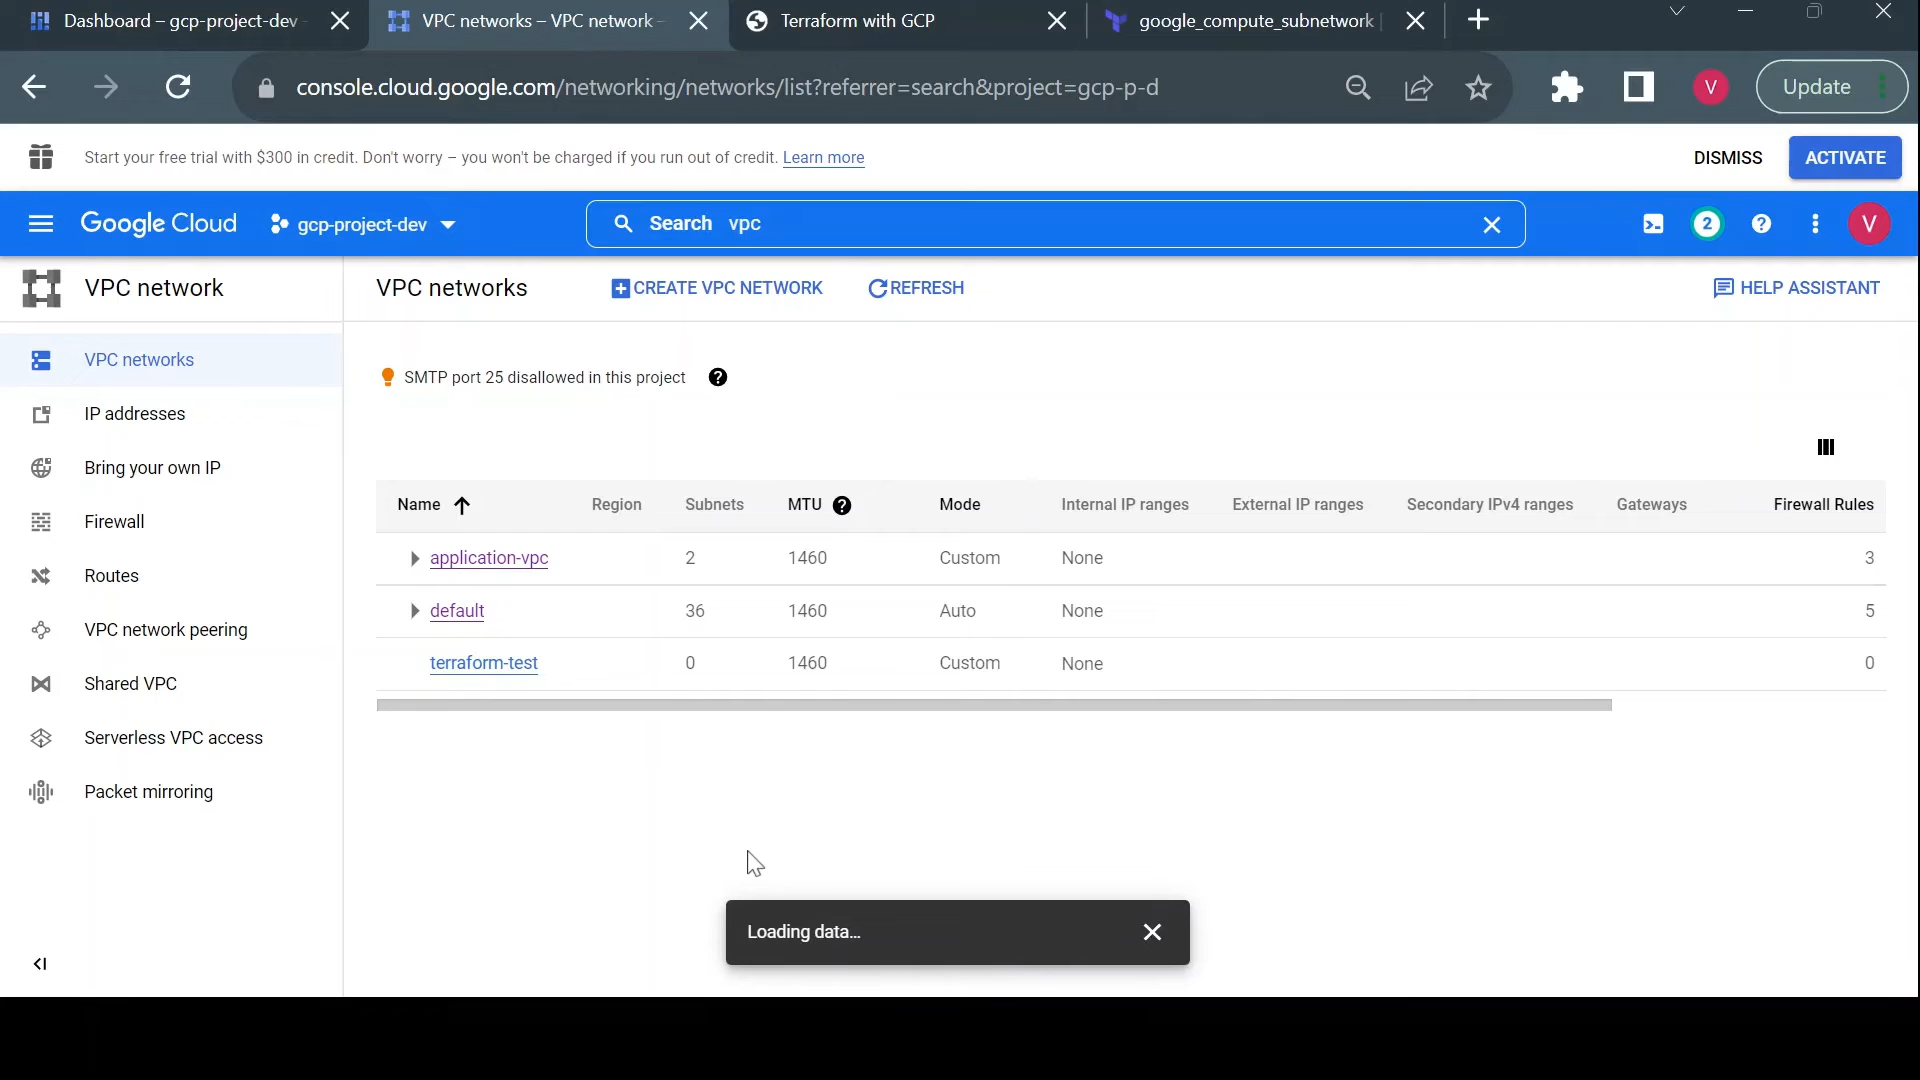 Dashboard – gcp-project-dev
VPC networks – VPC network –
Terraform with GCP
google_compute_subnetwork
console.cloud.google.com/networking/networks/list?referrer=search&project=gcp-p-d
V
Update
Start your free trial with $300 in credit. Don't worry – you won't be charged if you run out of credit. Learn more
DISMISS
ACTIVATE
Google Cloud
gcp-project-dev
Search vpc
2
V
VPC network
VPC networks
CREATE VPC NETWORK
REFRESH
HELP ASSISTANT
VPC networks
IP addresses
Bring your own IP
Firewall
Routes
VPC network peering
Shared VPC
Serverless VPC access
Packet mirroring
SMTP port 25 disallowed in this project
Name Region Subnets MTU Mode Internal IP ranges External IP ranges Secondary IPv4 ranges Gateways Firewall Rules
application-vpc 2 1460 Custom None 3
default 36 1460 Auto None 5
terraform-test 0 1460 Custom None 0
Loading data...